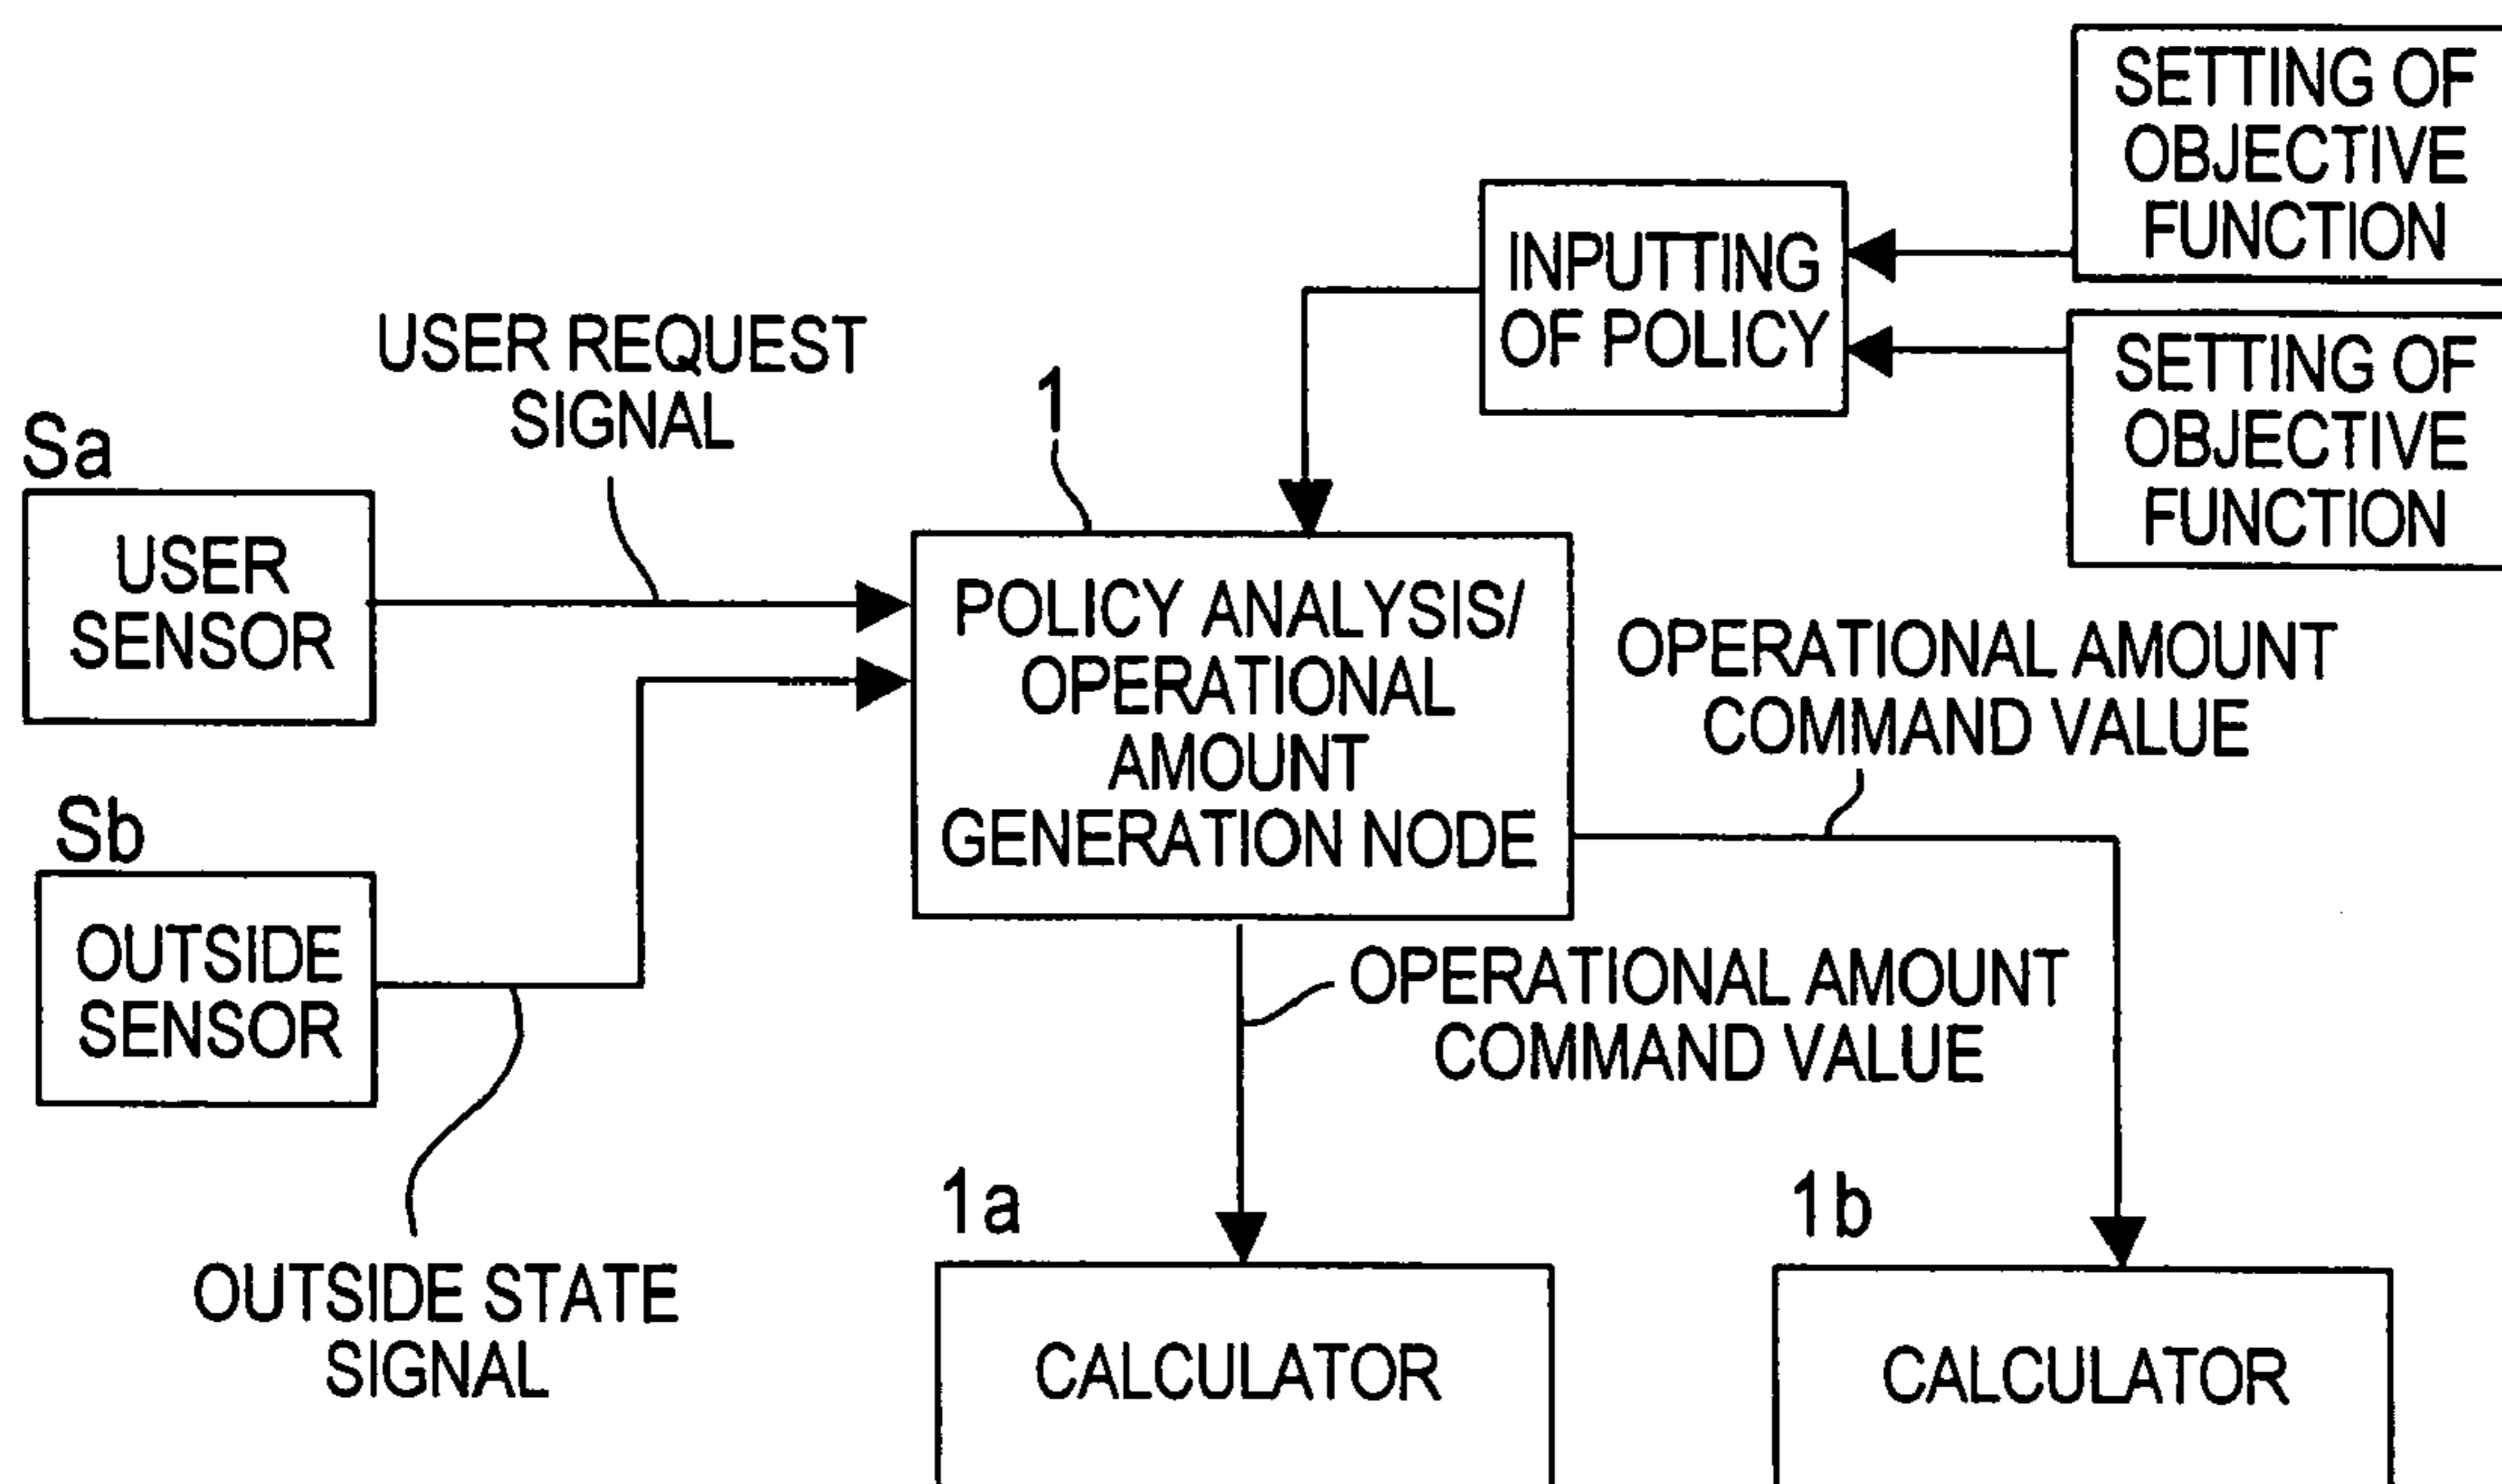 SETTING OF
OBJECTIVE
FUNCTION
INPUTTING
OF POLICY
SETTING OF
OBJECTIVE
FUNCTION
USER REQUEST
SIGNAL
1
Sa
USER
SENSOR
POLICY ANALYSIS/
OPERATIONAL
AMOUNT
GENERATION NODE
OPERATIONAL AMOUNT
COMMAND VALUE
Sb
OUTSIDE
SENSOR
OPERATIONAL AMOUNT
COMMAND VALUE
OUTSIDE STATE
SIGNAL
1a
CALCULATOR
1b
CALCULATOR